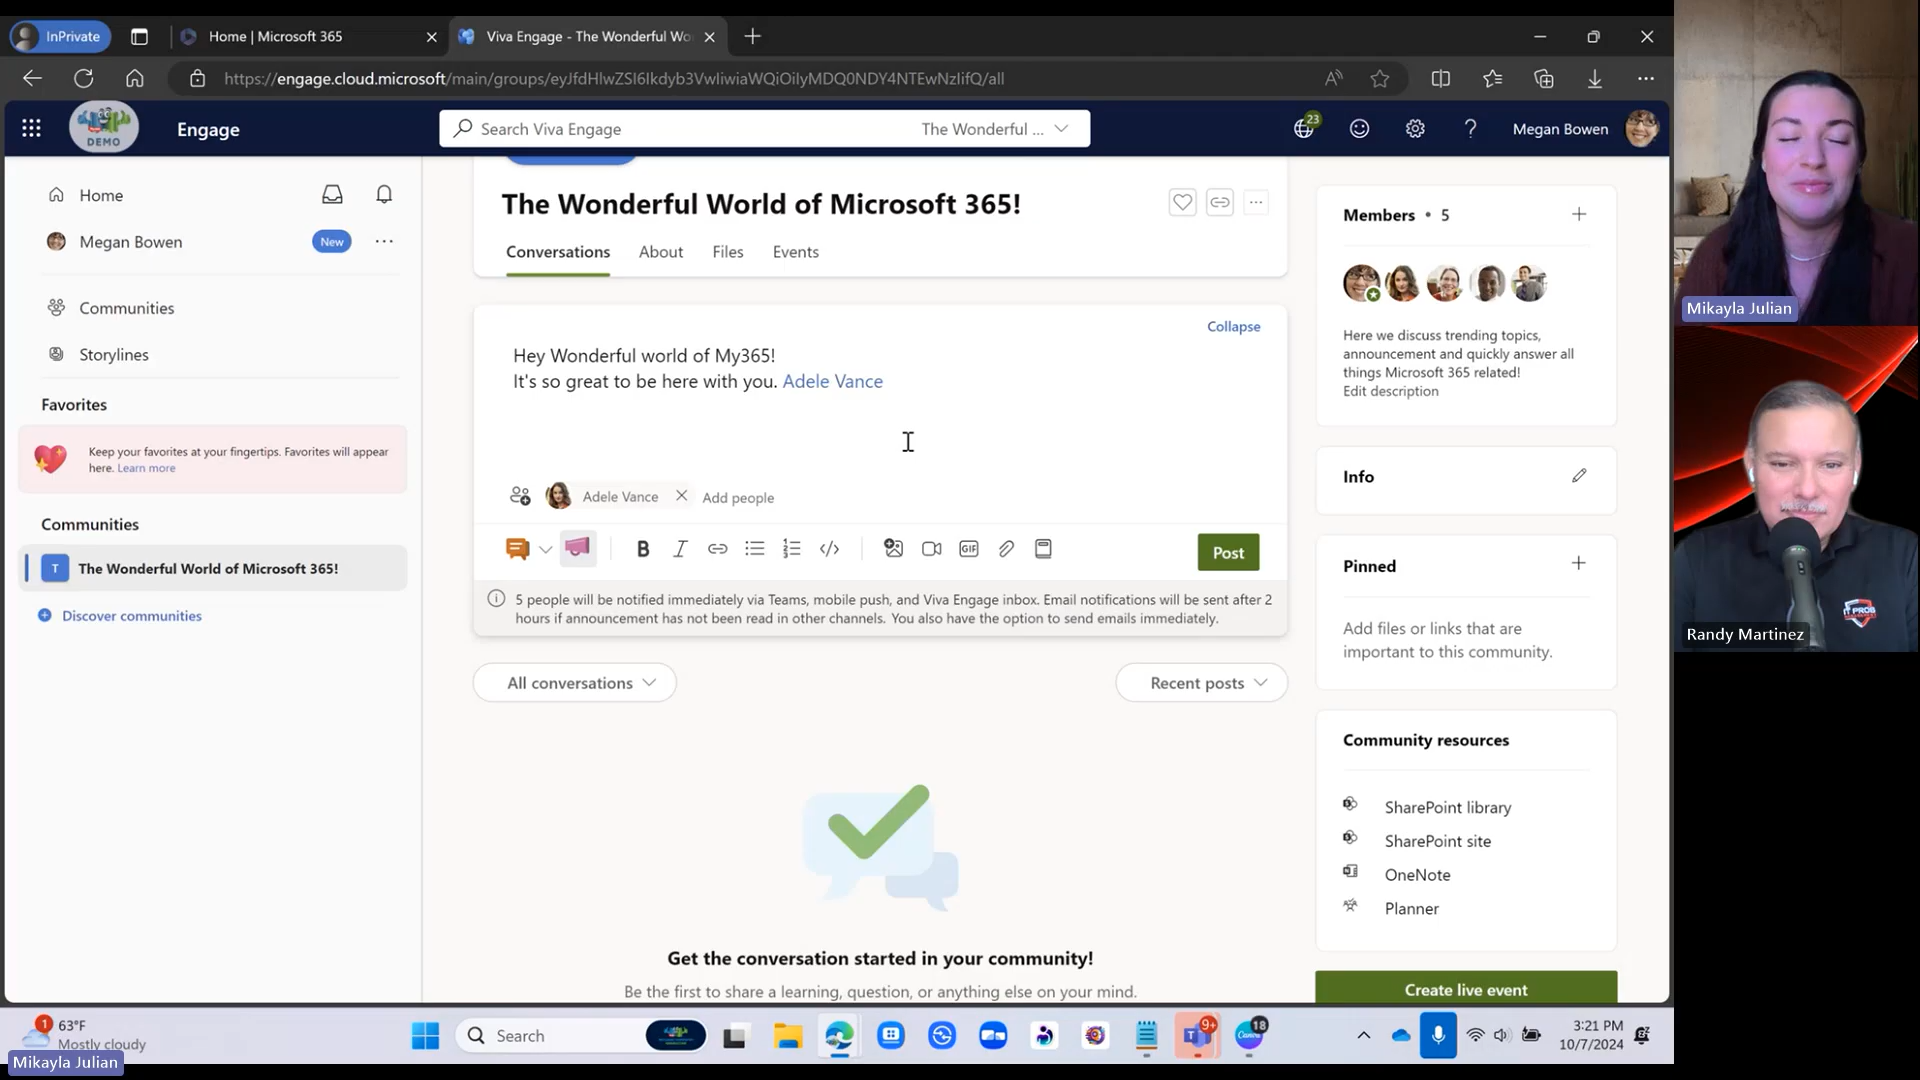 InPrivate
Home | Microsoft 365
Viva Engage - The Wonderful Wo
https://engage.cloud.microsoft/main/groups/eyJfdHlwZSI6Ikdyb3VwIiwiaWQiOiIyMDQ0NDY4NTEwNzIifQ/all
DEMO
Engage
Search Viva Engage
The Wonderful ...
23
Megan Bowen
Home
Megan Bowen
New
Communities
Storylines
Favorites
Keep your favorites at your fingertips. Favorites will appear
here. Learn more
Communities
T
The Wonderful World of Microsoft 365!
Discover communities
The Wonderful World of Microsoft 365!
Conversations
About
Files
Events
Collapse
Hey Wonderful world of My365!
It's so great to be here with you. Adele Vance
Adele Vance
Add people
B
I
GIF
Post
5 people will be notified immediately via Teams, mobile push, and Viva Engage inbox. Email notifications will be sent after 2
hours if announcement has not been read in other channels. You also have the option to send emails immediately.
All conversations
Recent posts
Get the conversation started in your community!
Be the first to share a learning, question, or anything else on your mind.
Members • 5
Here we discuss trending topics,
announcement and quickly answer all
things Microsoft 365 related!
Edit description
Info
Pinned
Add files or links that are
important to this community.
Community resources
SharePoint library
SharePoint site
OneNote
Planner
Create live event
Mikayla Julian
Randy Martinez
1
63°F
Mostly cloudy
Search
9+
Canva
18
3:21 PM
10/7/2024
Mikayla Julian